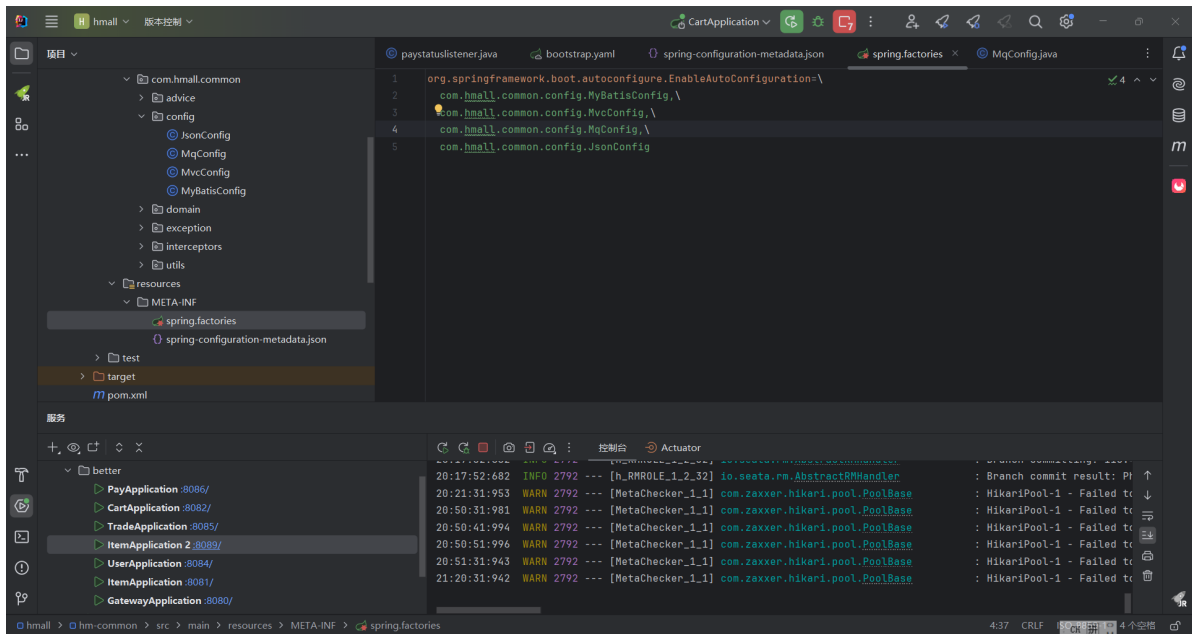 H hmall 版本控制 CartApplication
项目
paystatuslistener.java bootstrap.yaml {} spring-configuration-metadata.json spring.factories MqConfig.java
com.hmall.common
advice
config
JsonConfig
MqConfig
MvcConfig
MyBatisConfig
domain
exception
interceptors
utils
resources
META-INF
spring.factories
{} spring-configuration-metadata.json
test
target
m pom.xml
1 org.springframework.boot.autoconfigure.EnableAutoConfiguration=\
2 com.hmall.common.config.MyBatisConfig,\
3 com.hmall.common.config.MvcConfig,\
4 com.hmall.common.config.MqConfig,\
5 com.hmall.common.config.JsonConfig
4
m
服务
better
PayApplication :8086/
CartApplication :8082/
TradeApplication :8085/
ItemApplication 2 :8089/
UserApplication :8084/
ItemApplication :8081/
GatewayApplication :8080/
控制台 Actuator
20:17:52:682 INFO 2792 --- [h_RMROLE_1_2_32] io.seata.rm.AbstractRMHandler : Branch commit result: Ph
20:21:31:953 WARN 2792 --- [MetaChecker_1_1] com.zaxxer.hikari.pool.PoolBase : HikariPool-1 - Failed to
20:50:31:981 WARN 2792 --- [MetaChecker_1_1] com.zaxxer.hikari.pool.PoolBase : HikariPool-1 - Failed to
20:50:41:994 WARN 2792 --- [MetaChecker_1_1] com.zaxxer.hikari.pool.PoolBase : HikariPool-1 - Failed to
20:50:51:996 WARN 2792 --- [MetaChecker_1_1] com.zaxxer.hikari.pool.PoolBase : HikariPool-1 - Failed to
20:51:31:943 WARN 2792 --- [MetaChecker_1_1] com.zaxxer.hikari.pool.PoolBase : HikariPool-1 - Failed to
21:20:31:942 WARN 2792 --- [MetaChecker_1_1] com.zaxxer.hikari.pool.PoolBase : HikariPool-1 - Failed to
hmall > hm-common > src > main > resources > META-INF > spring.factories
4:37 CRLF 4 个空格